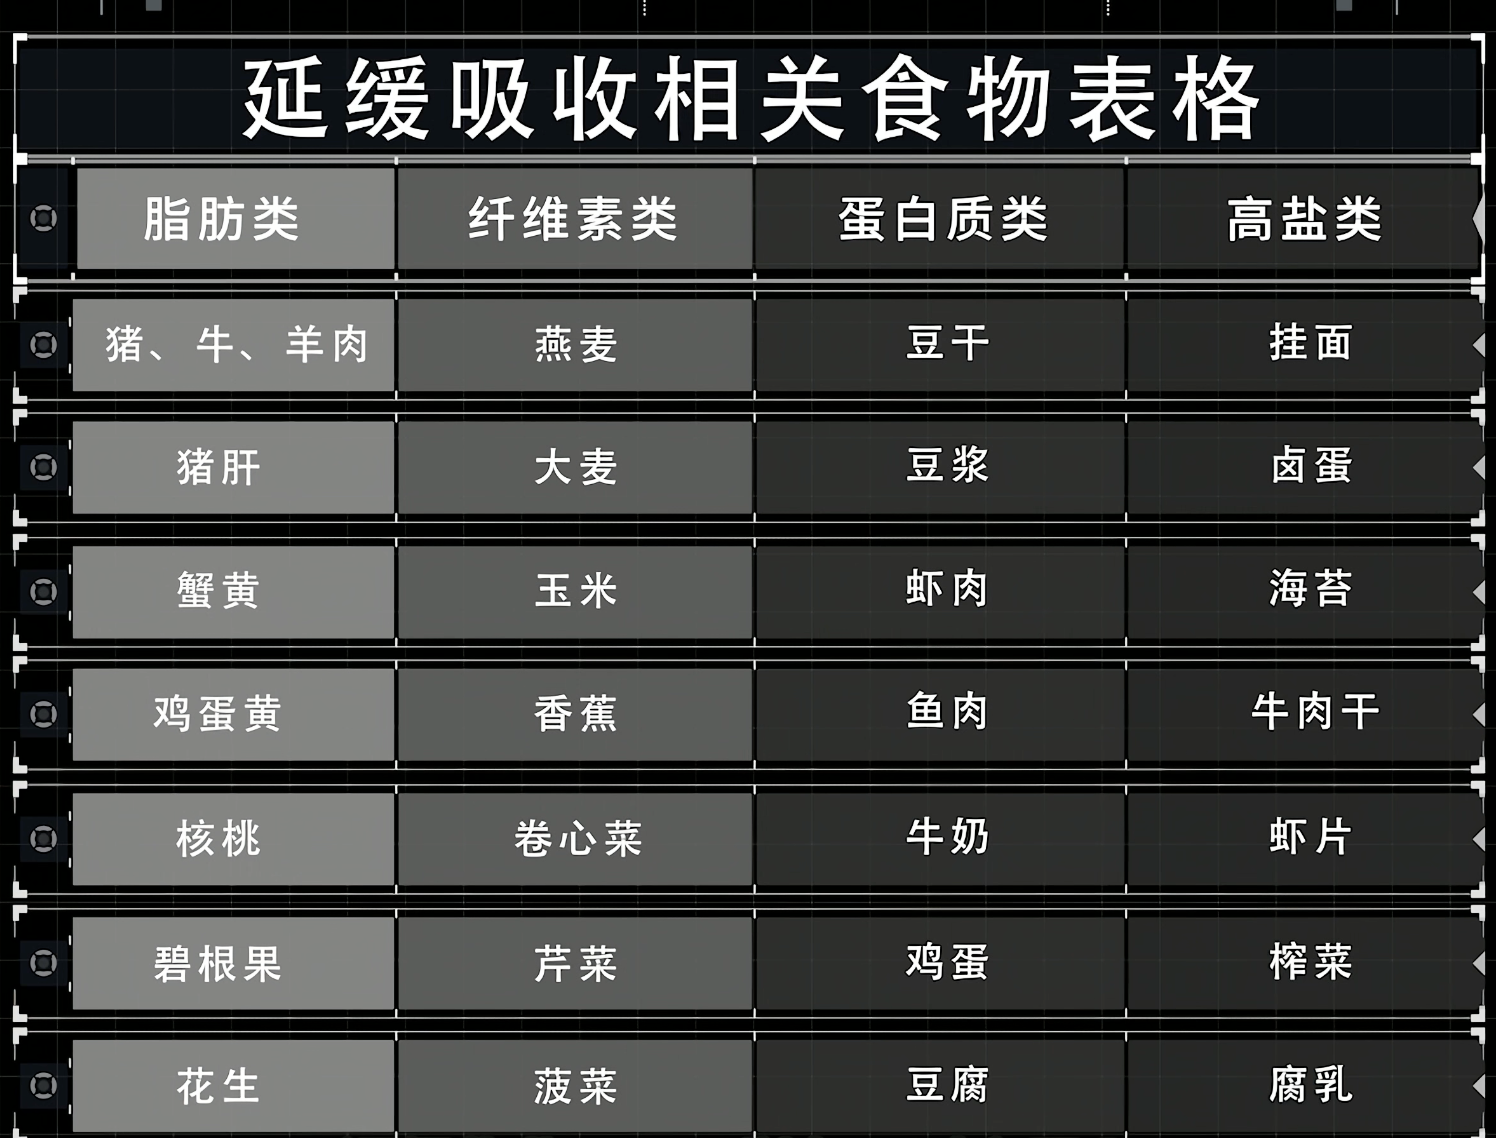 延缓吸收相关食物表格
脂肪类 纤维素类 蛋白质类 高盐类
猪、牛、羊肉 燕麦 豆干 挂面
猪肝 大麦 豆浆 卤蛋
蟹黄 玉米 虾肉 海苔
鸡蛋黄 香蕉 鱼肉 牛肉干
核桃 卷心菜 牛奶 虾片
碧根果 芹菜 鸡蛋 榨菜
花生 菠菜 豆腐 腐乳